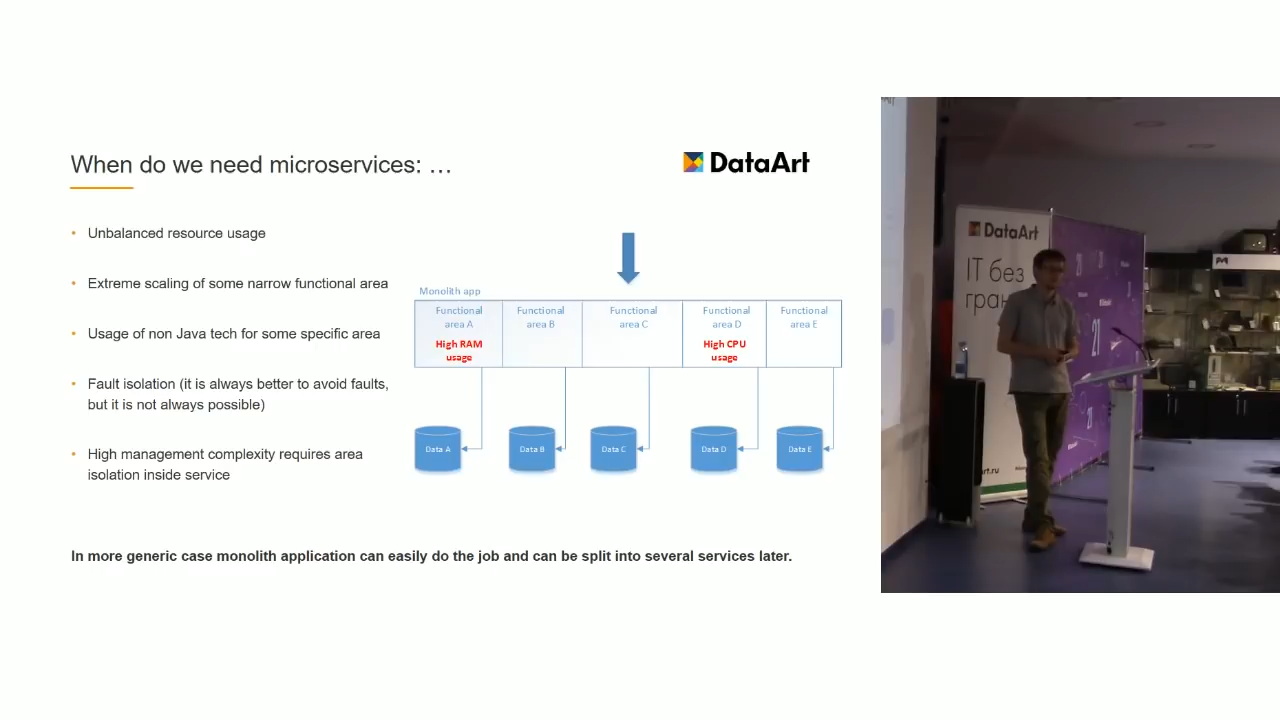 When do we need microservices: …
DataArt
• Unbalanced resource usage
• Extreme scaling of some narrow functional area
• Usage of non Java tech for some specific area
• Fault isolation (it is always better to avoid faults,
but it is not always possible)
• High management complexity requires area
isolation inside service
Monolith app
Functional
area A
High RAM
usage
Functional
area B
Functional
area C
Functional
area D
High CPU
usage
Functional
area E
Data A
Data B
Data C
Data D
Data E
In more generic case monolith application can easily do the job and can be split into several services later.
DataArt
IT без
21
21